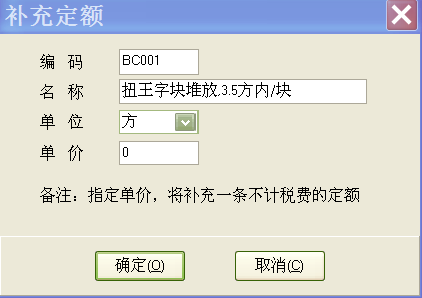 补充定额
编 码 BC001
名 称 扭王字块堆放,3.5方内/块
单 位 方
单 价 0
备注：指定单价，将补充一条不计税费的定额
确定(O) 取消(C)